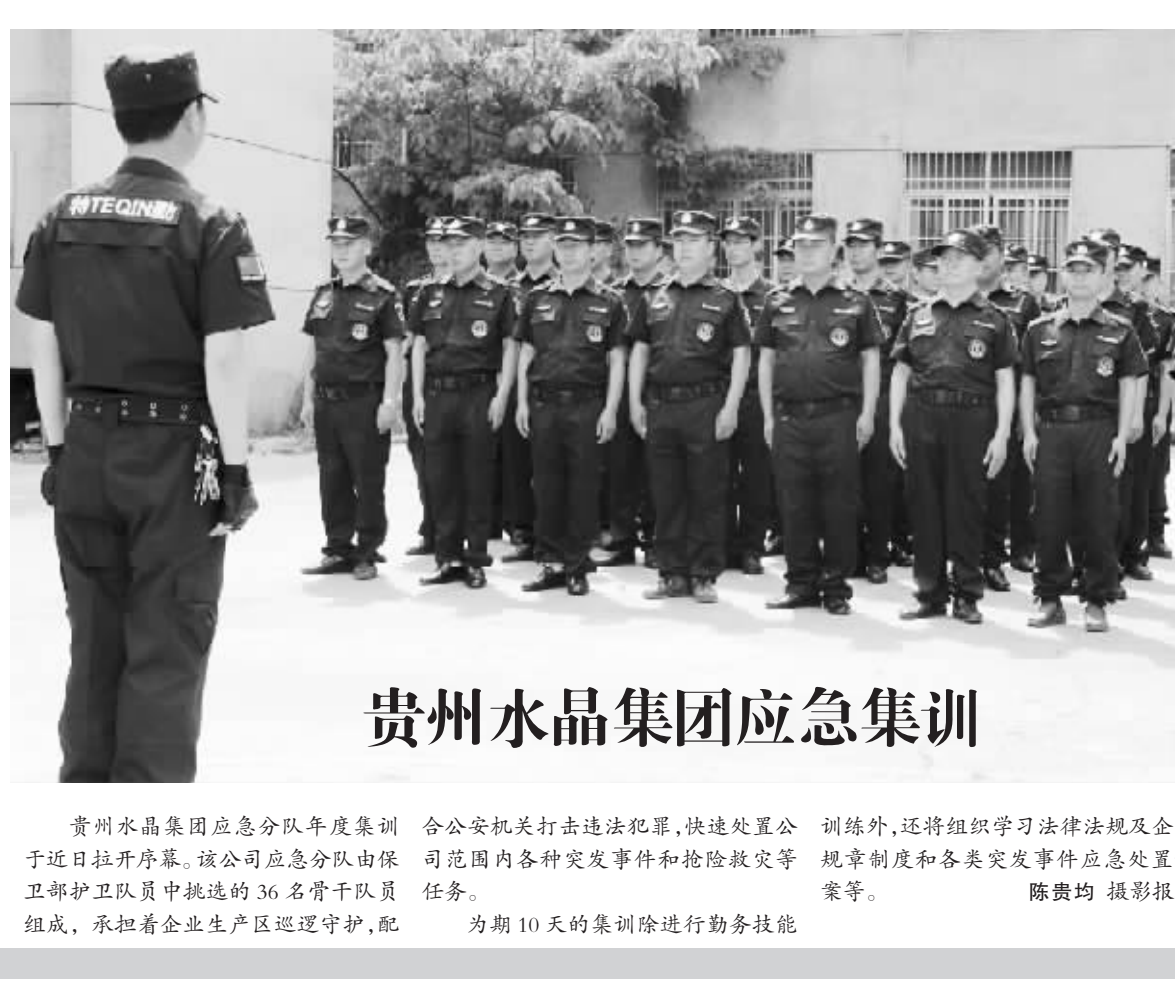 特TEQIN勤
贵州水晶集团应急集训
贵州水晶集团应急分队年度集训
于近日拉开序幕。该公司应急分队由保
卫部护卫队员中挑选的 36 名骨干队员
组成，承担着企业生产区巡逻守护,配
合公安机关打击违法犯罪,快速处置公
司范围内各种突发事件和抢险救灾等
任务。
为期 10 天的集训除进行勤务技能
训练外,还将组织学习法律法规及企
规章制度和各类突发事件应急处置
案等。 陈贵均 摄影报